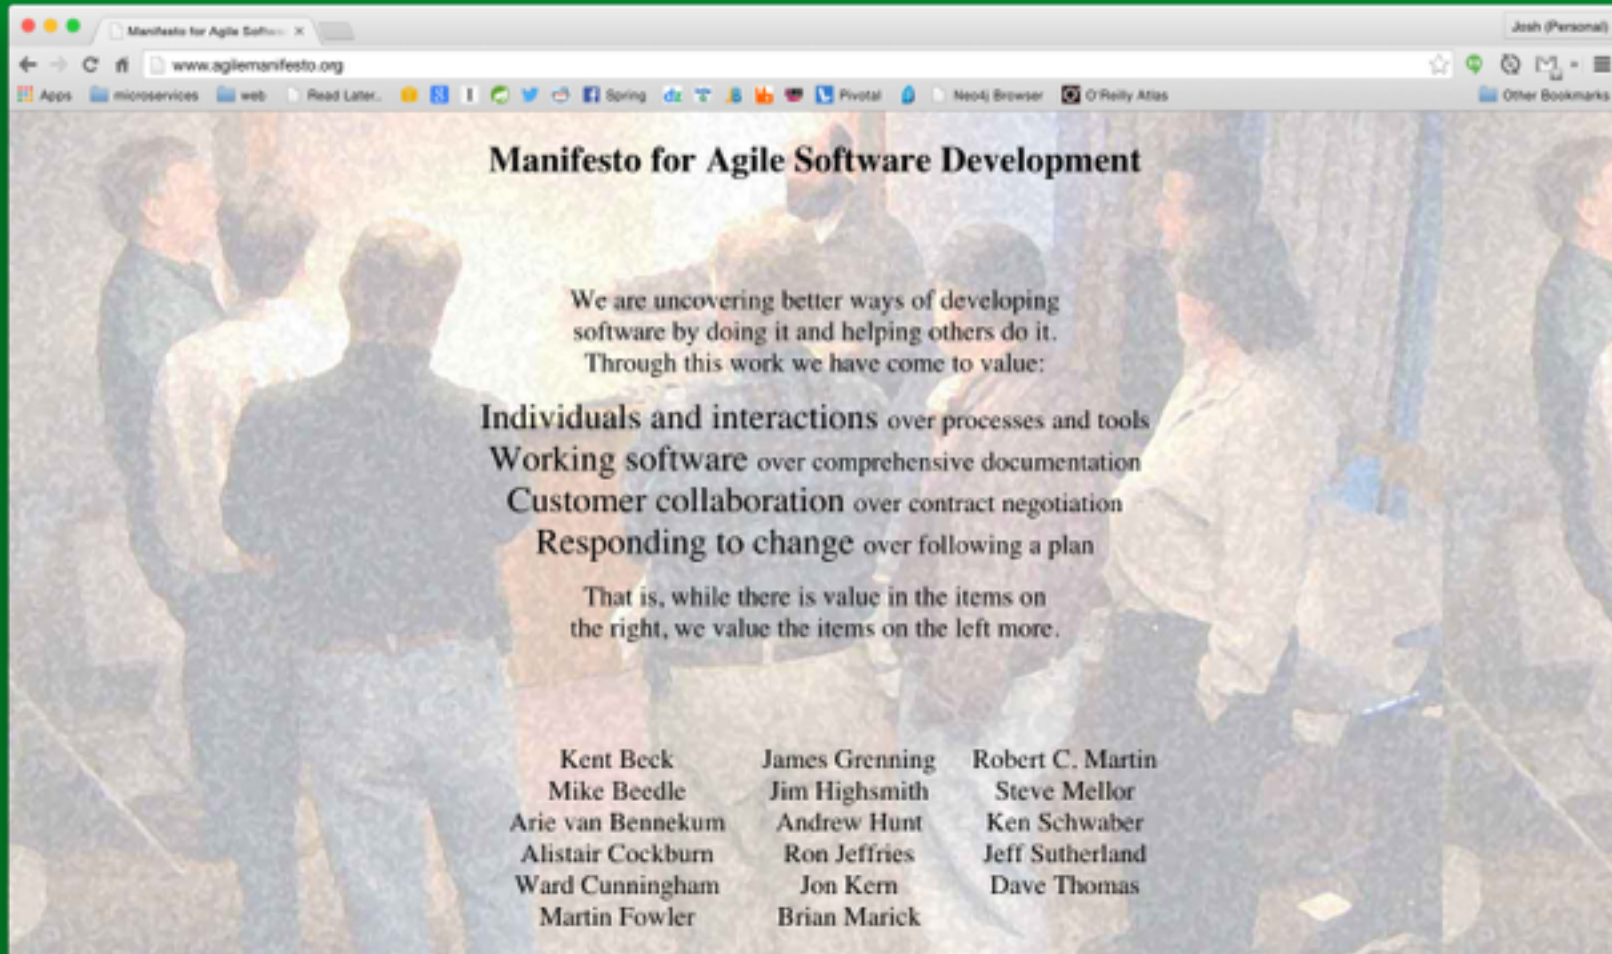 Manifesto for Agile Softwa
Josh (Personal)
www.agilemanifesto.org
Apps microservices web Read Later.. Spring dz Pivotal Neo4j Browser O'Reilly Atlas Other Bookmarks
Manifesto for Agile Software Development
We are uncovering better ways of developing
software by doing it and helping others do it.
Through this work we have come to value:
Individuals and interactions over processes and tools
Working software over comprehensive documentation
Customer collaboration over contract negotiation
Responding to change over following a plan
That is, while there is value in the items on
the right, we value the items on the left more.
Kent Beck James Grenning Robert C. Martin
Mike Beedle Jim Highsmith Steve Mellor
Arie van Bennekum Andrew Hunt Ken Schwaber
Alistair Cockburn Ron Jeffries Jeff Sutherland
Ward Cunningham Jon Kern Dave Thomas
Martin Fowler Brian Marick